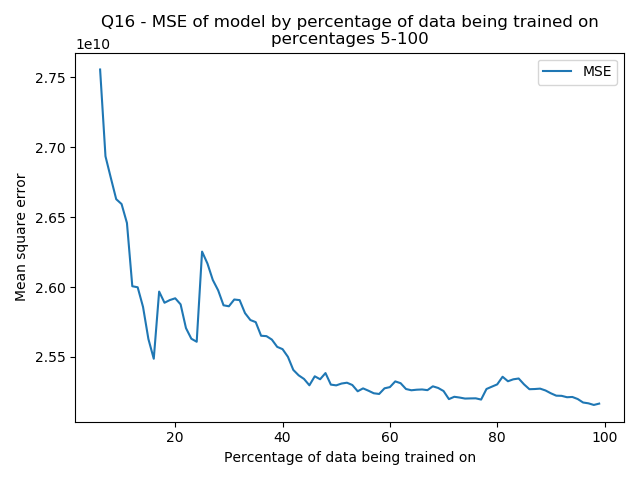 Q16 - MSE of model by percentage of data being trained on
percentages 5-100
1e10
MSE
2.75
2.70
2.65
2.60
2.55
Mean square error
20 40 60 80 100
Percentage of data being trained on